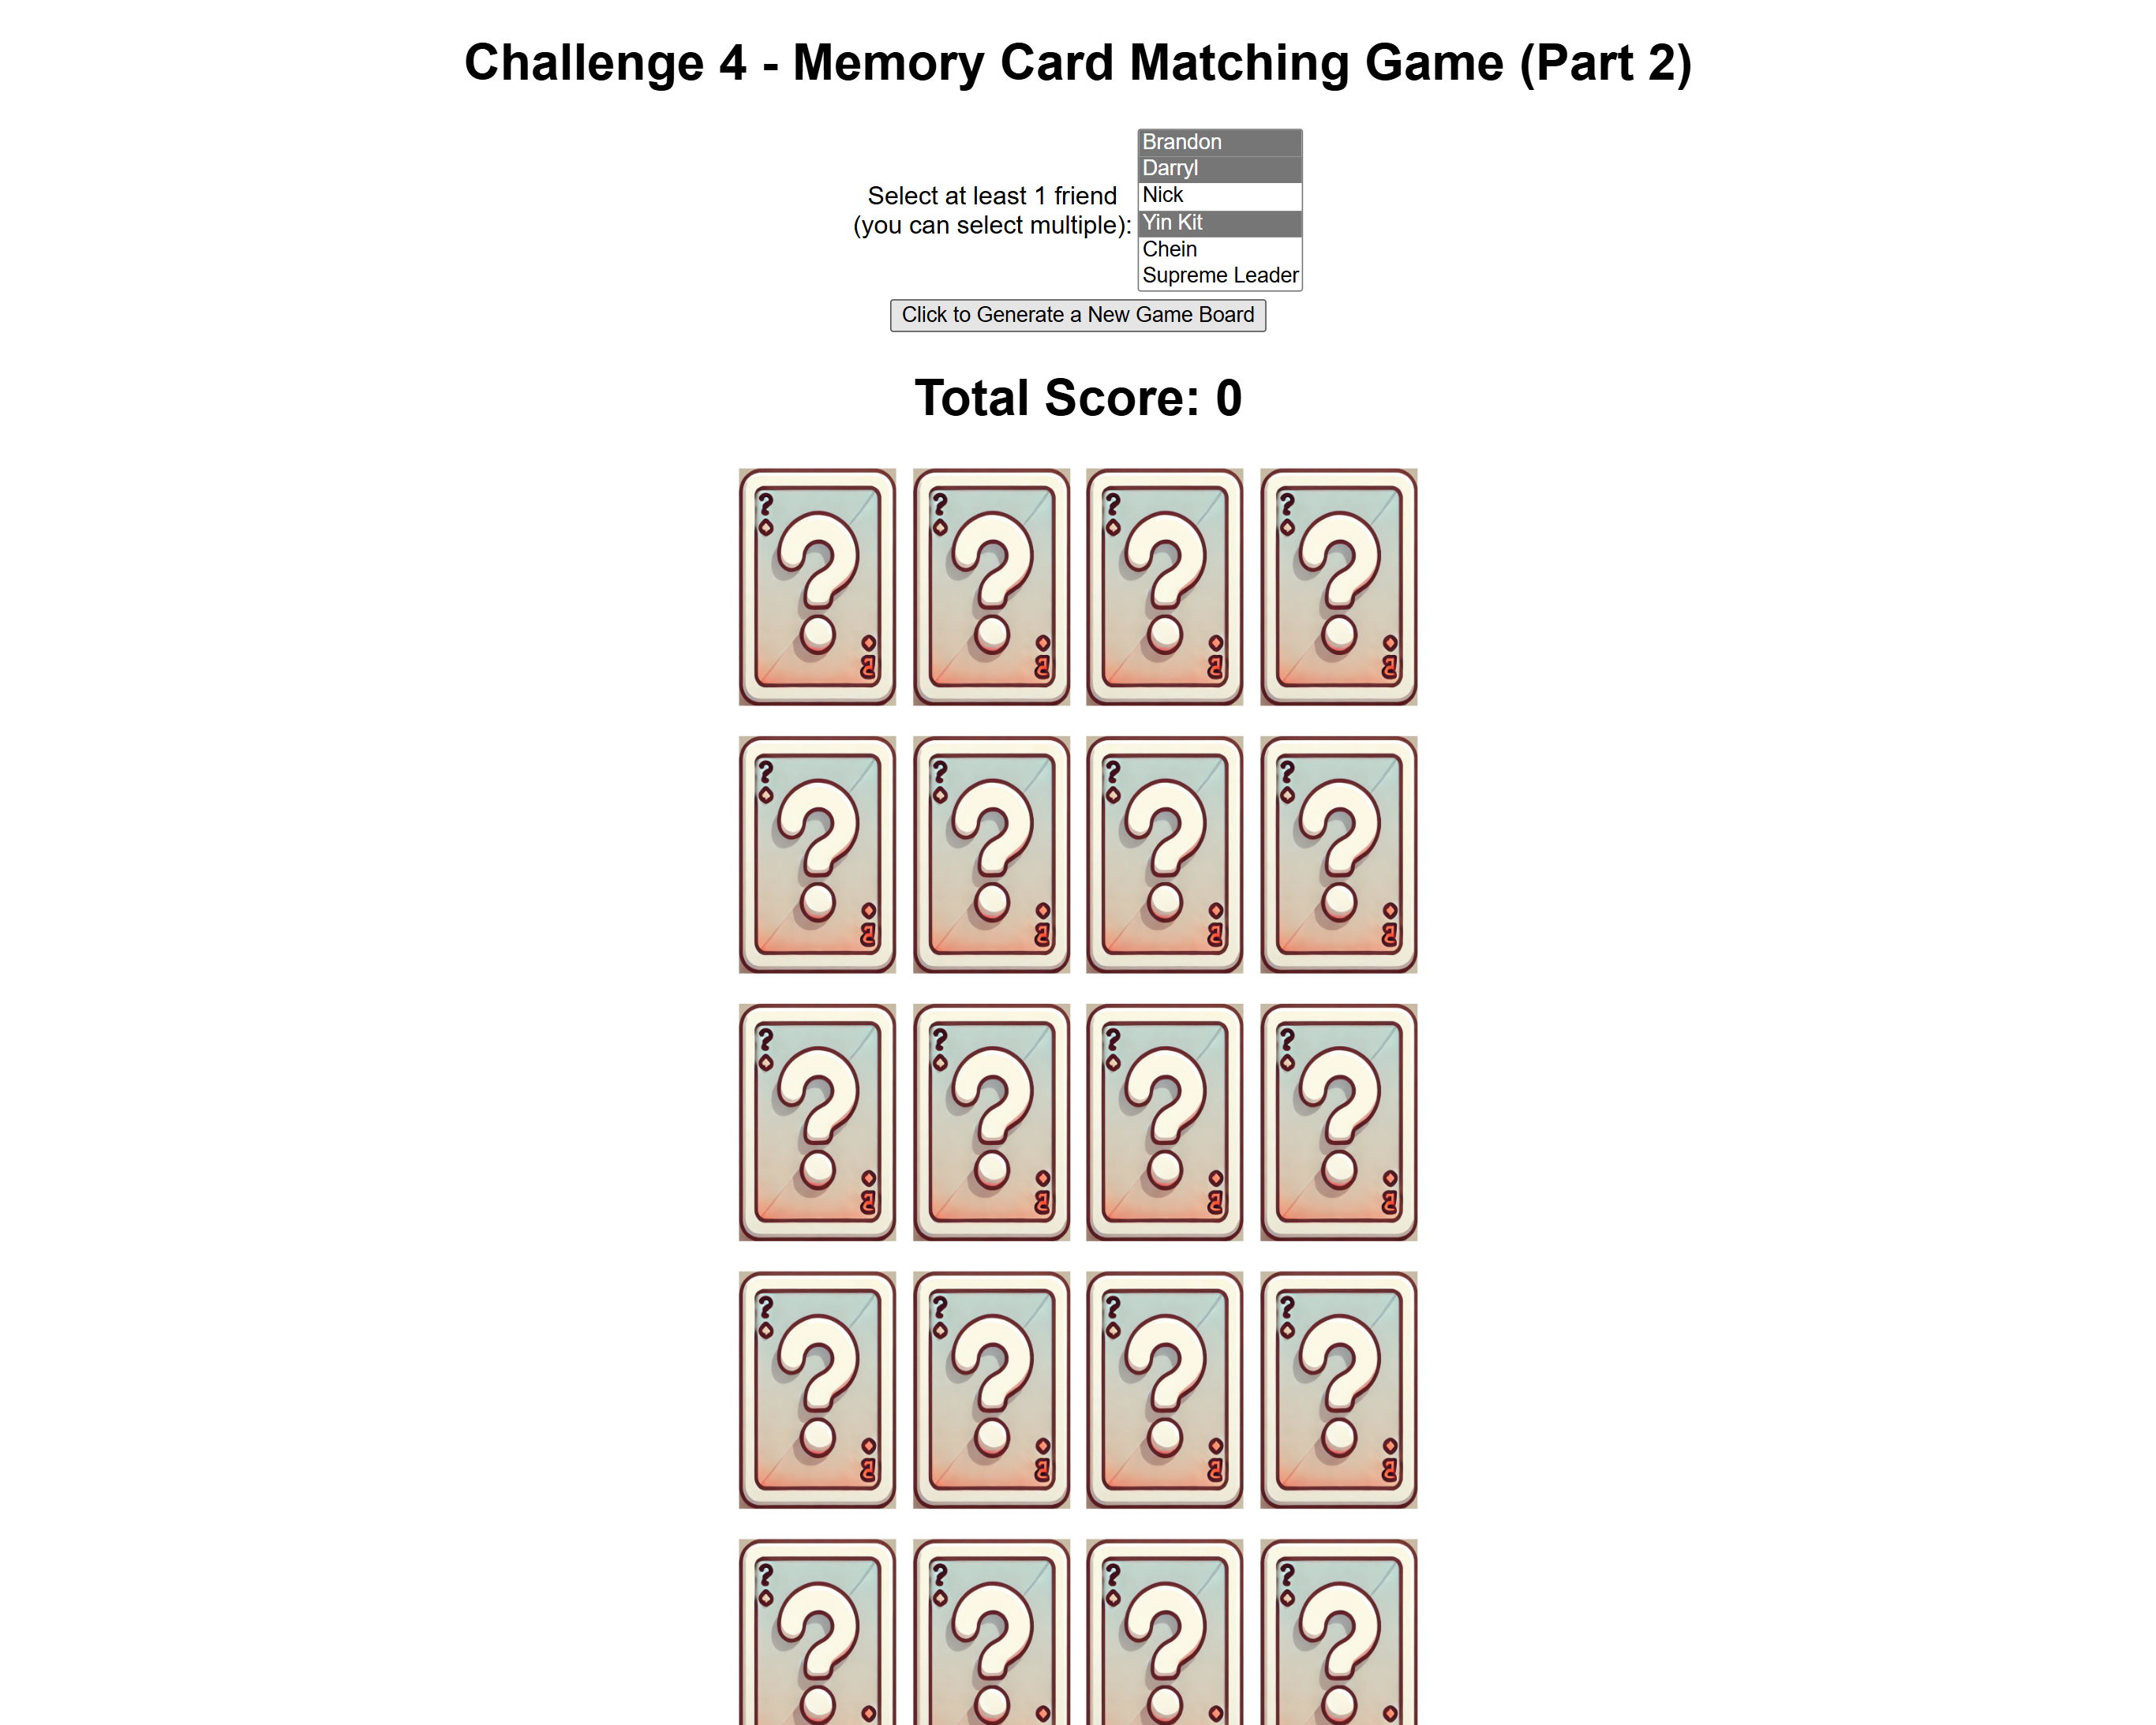 Challenge 4 - Memory Card Matching Game (Part 2)
Select at least 1 friend
(you can select multiple):
Brandon
Darryl
Nick
Yin Kit
Chein
Supreme Leader
Click to Generate a New Game Board
Total Score: 0
? ? ? ?
? ? ? ?
? ? ? ?
? ? ? ?
? ? ? ?